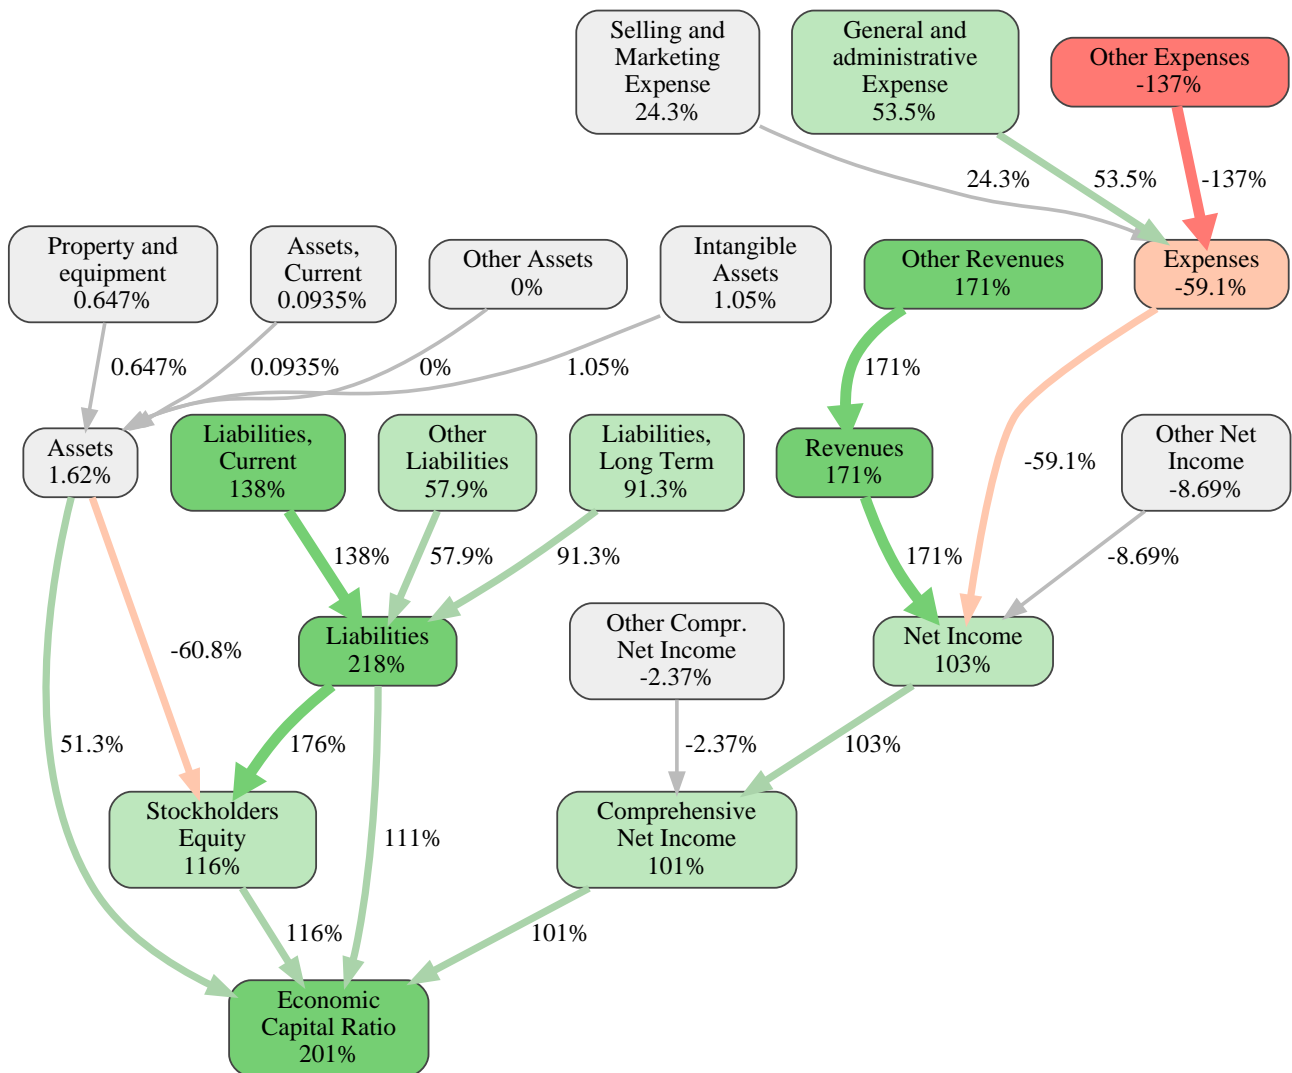 Selling and
Marketing
Expense
24.3%
General and
administrative
Expense
53.5%
Other Expenses
-137%
24.3%
53.5%
-137%
Property and
equipment
0.647%
Assets,
Current
0.0935%
Other Assets
0%
Intangible
Assets
1.05%
Other Revenues
171%
Expenses
-59.1%
0.647%
0.0935%
0%
1.05%
171%
Assets
1.62%
Liabilities,
Current
138%
Other
Liabilities
57.9%
Liabilities,
Long Term
91.3%
Revenues
171%
-59.1%
Other Net
Income
-8.69%
138%
57.9%
91.3%
171%
-8.69%
-60.8%
Liabilities
218%
Other Compr.
Net Income
-2.37%
Net Income
103%
51.3%
176%
-2.37%
103%
Stockholders
Equity
116%
111%
Comprehensive
Net Income
101%
116%
101%
Economic
Capital Ratio
201%